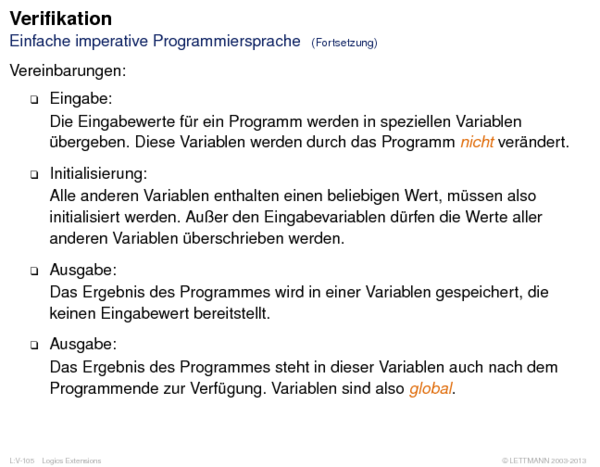 Verifikation
Einfache imperative Programmiersprache (Fortsetzung)
Vereinbarungen:
❑ Eingabe:
Die Eingabewerte für ein Programm werden in speziellen Variablen
übergeben. Diese Variablen werden durch das Programm nicht verändert.
❑ Initialisierung:
Alle anderen Variablen enthalten einen beliebigen Wert, müssen also
initialisiert werden. Außer den Eingabevariablen dürfen die Werte aller
anderen Variablen überschrieben werden.
❑ Ausgabe:
Das Ergebnis des Programmes wird in einer Variablen gespeichert, die
keinen Eingabewert bereitstellt.
❑ Ausgabe:
Das Ergebnis des Programmes steht in dieser Variablen auch nach dem
Programmende zur Verfügung. Variablen sind also global.
L:V-105 Logics Extensions © LETTMANN 2003-2013